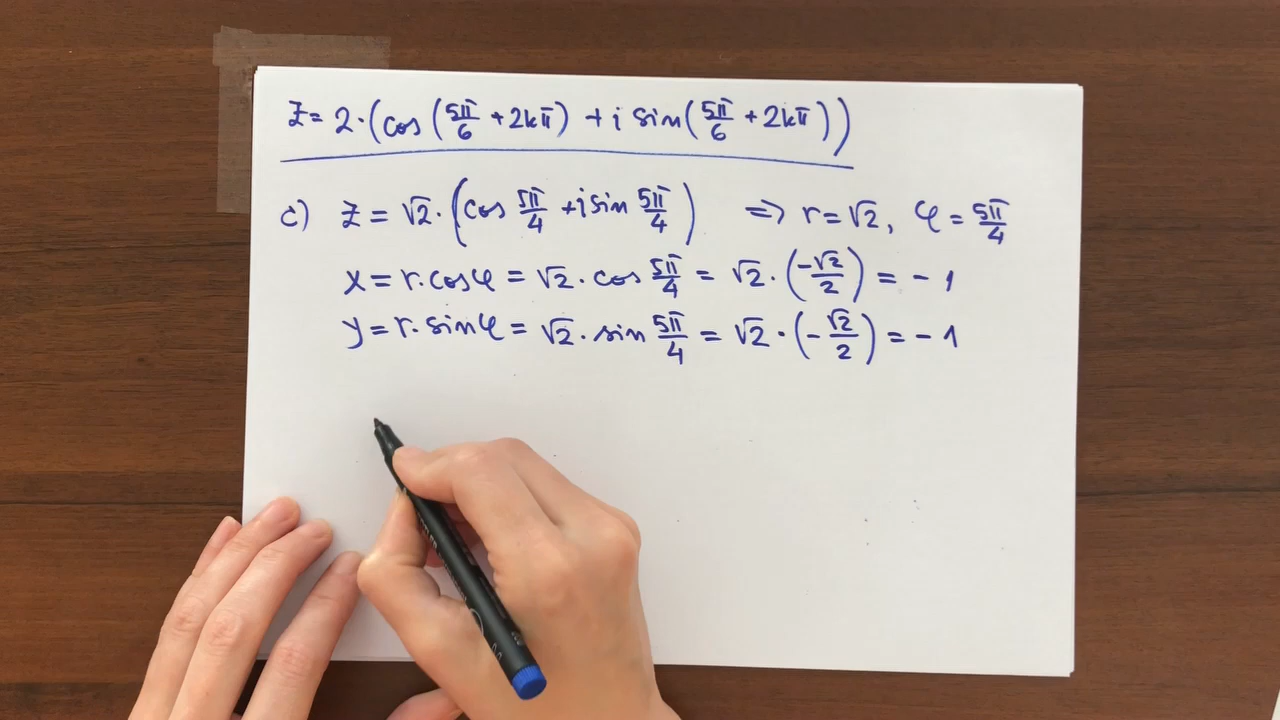 z = 2·(cos(5π/6 + 2kπ) + i sin(5π/6 + 2kπ))
c) z = √2·(cos 5π/4 + i sin 5π/4) ⇒ r = √2, φ = 5π/4
x = r·cosφ = √2·cos 5π/4 = √2·(-√2/2) = -1
y = r·sinφ = √2·sin 5π/4 = √2·(-√2/2) = -1